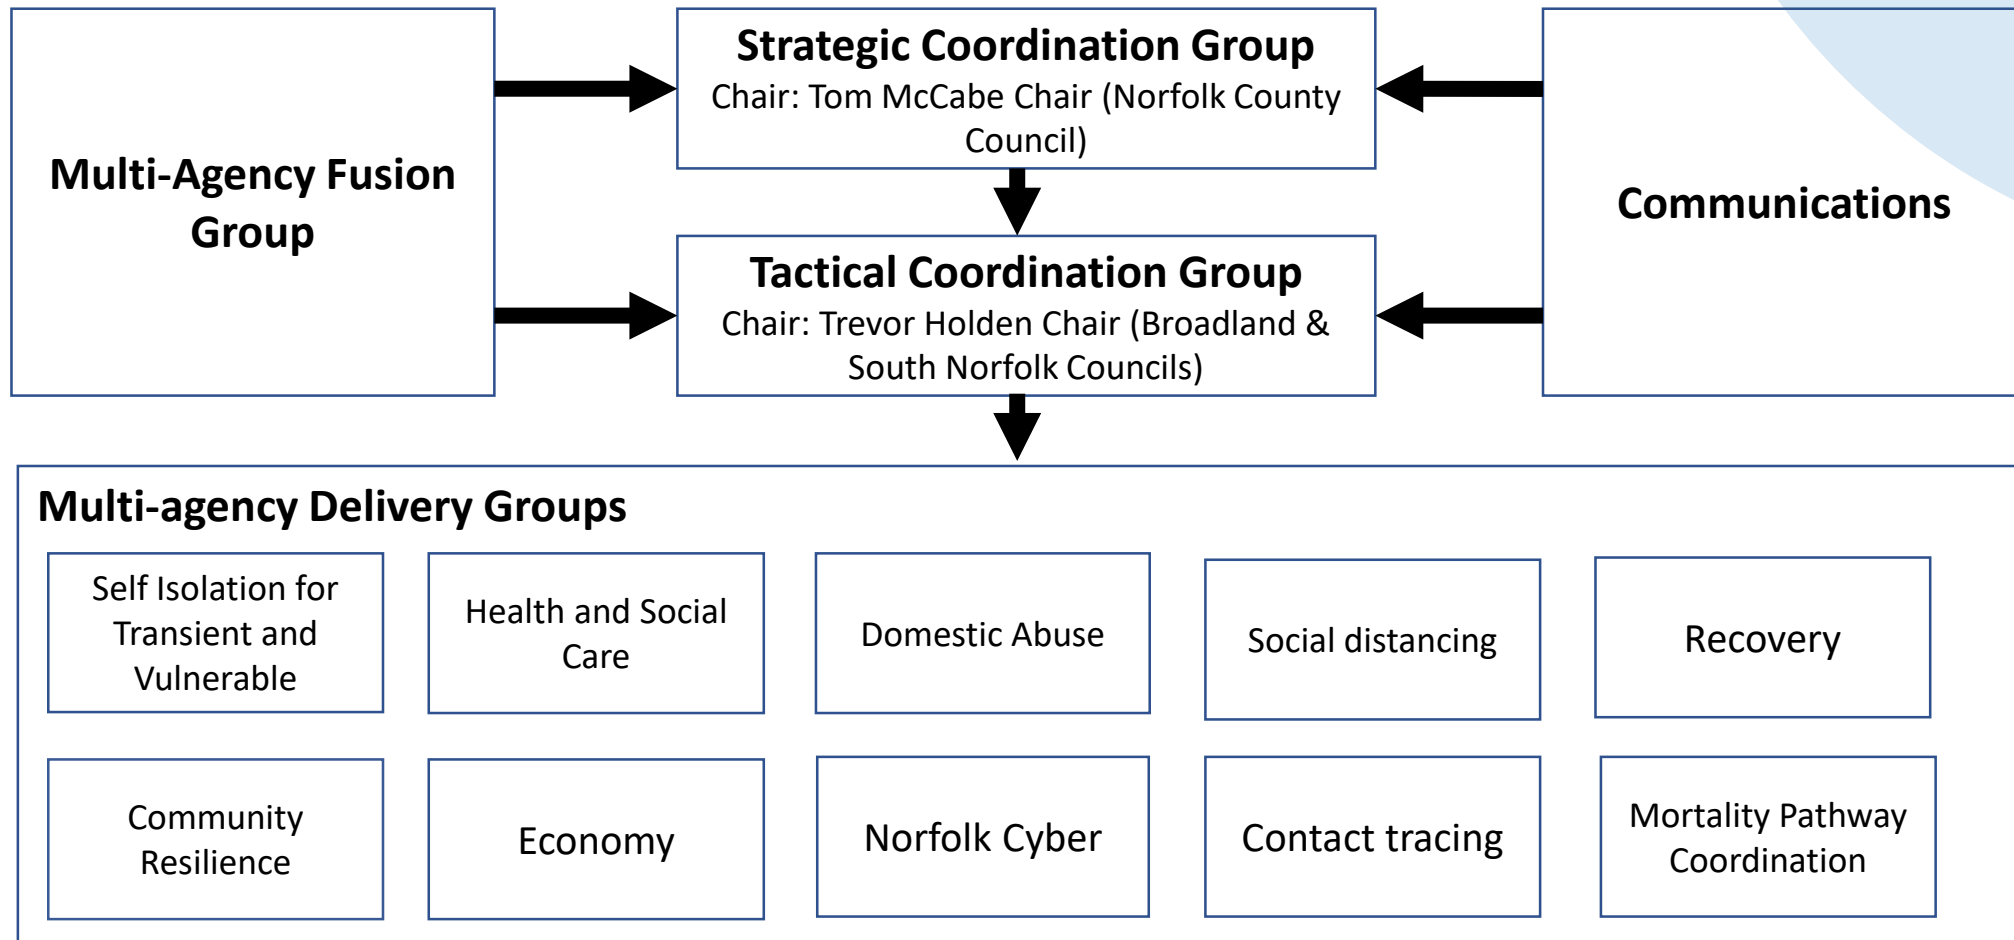 Multi-Agency Fusion
Group
Strategic Coordination Group
Chair: Tom McCabe Chair (Norfolk County
Council)
Tactical Coordination Group
Chair: Trevor Holden Chair (Broadland &
South Norfolk Councils)
Communications
Multi-agency Delivery Groups
Self Isolation for
Transient and
Vulnerable
Health and Social
Care
Domestic Abuse
Social distancing
Recovery
Community
Resilience
Economy
Norfolk Cyber
Contact tracing
Mortality Pathway
Coordination